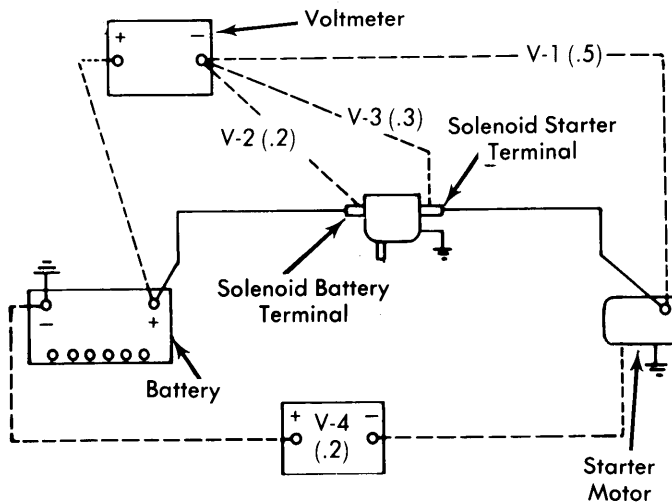 Voltmeter
+ −
V-1 (.5)
V-3 (.3)
V-2 (.2)
Solenoid Starter
Terminal
Solenoid Battery
Terminal
− +
Battery
+ V-4 −
(.2)
Starter
Motor